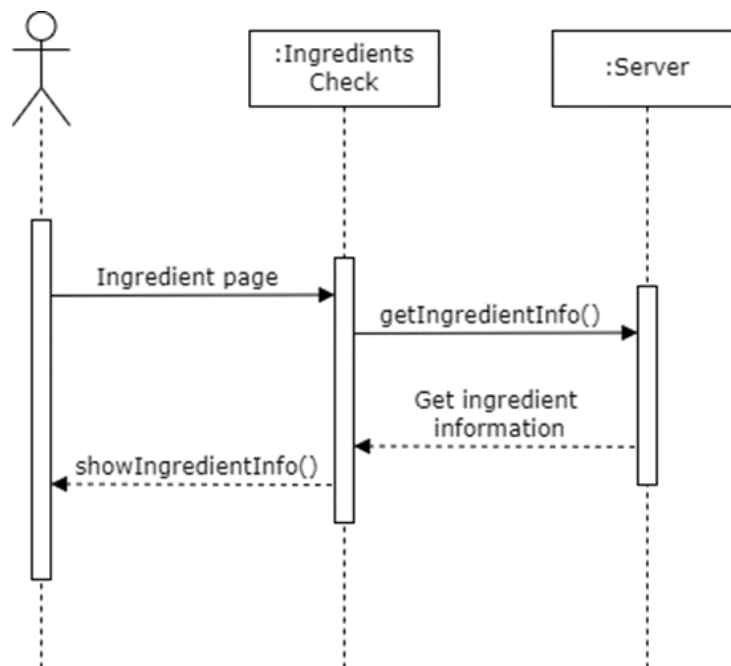 :Ingredients
Check
:Server
Ingredient page
getIngredientInfo()
Get ingredient
information
showIngredientInfo()